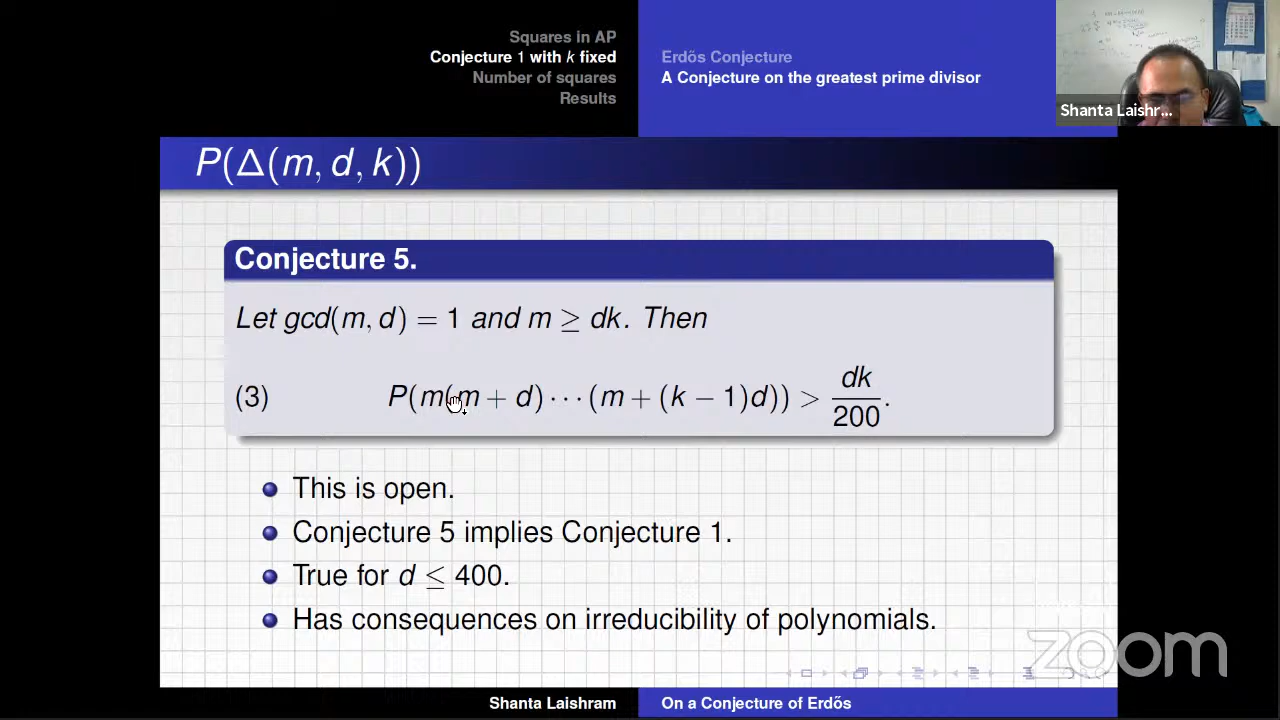 Squares in AP
Conjecture 1 with k fixed
Number of squares
Results
Erdős Conjecture
A Conjecture on the greatest prime divisor
Shanta Laishr...
P(Δ(m, d, k))
Conjecture 5.
Let gcd(m, d) = 1 and m ≥ dk. Then
(3) P(m(m + d) ··· (m + (k − 1)d)) > dk/200.
This is open.
Conjecture 5 implies Conjecture 1.
True for d ≤ 400.
Has consequences on irreducibility of polynomials.
zoom
Shanta Laishram
On a Conjecture of Erdős